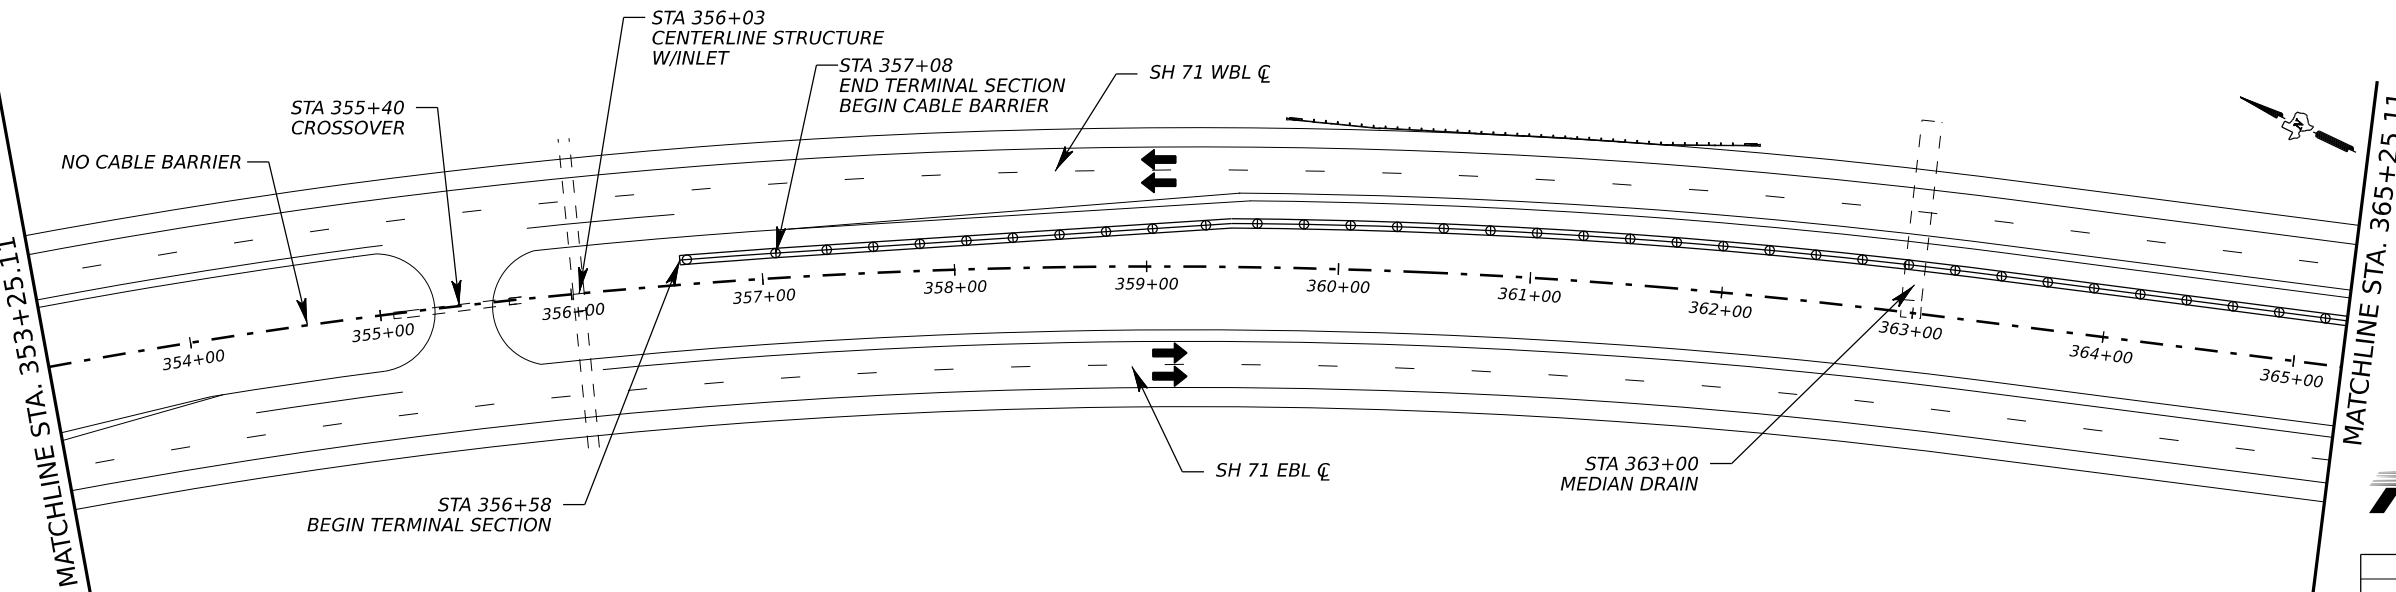 STA 356+03
CENTERLINE STRUCTURE
W/INLET
STA 357+08
END TERMINAL SECTION
BEGIN CABLE BARRIER
SH 71 WBL ℄
STA 355+40
CROSSOVER
NO CABLE BARRIER
N
MATCHLINE STA. 353+25.11
MATCHLINE STA. 365+25.11
354+00
355+00
356+00
357+00
358+00
359+00
360+00
361+00
362+00
363+00
364+00
365+00
SH 71 EBL ℄
STA 363+00
MEDIAN DRAIN
STA 356+58
BEGIN TERMINAL SECTION